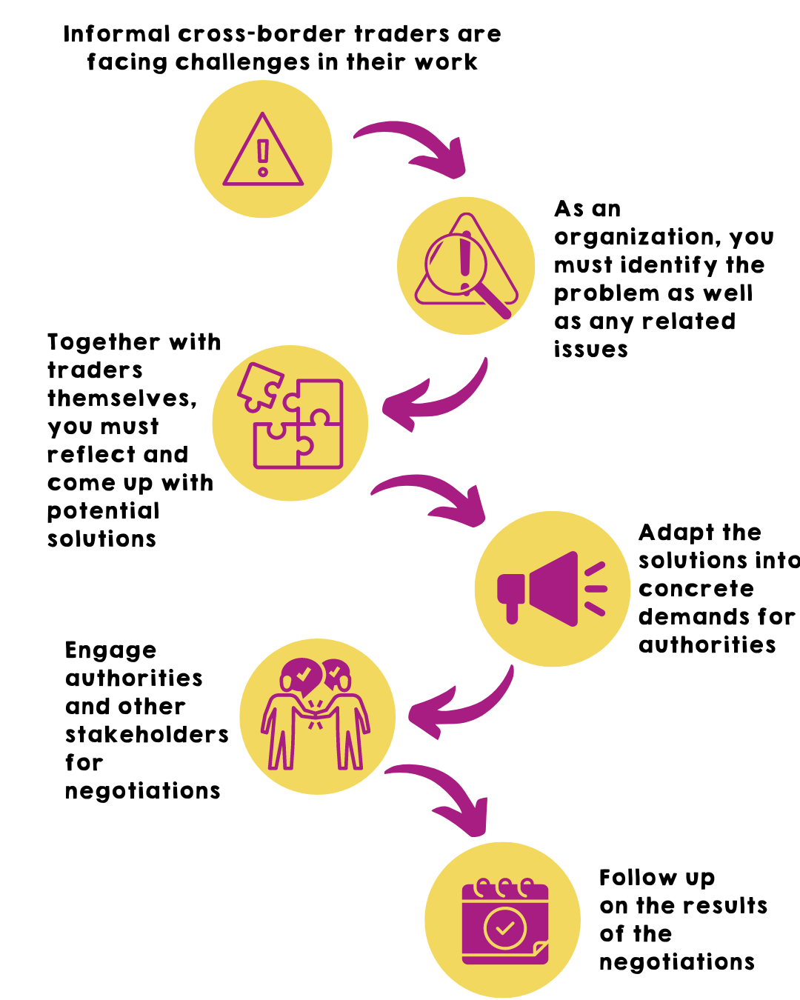 Informal cross-border traders are
facing challenges in their work
As an
organization, you
must identify the
problem as well
as any related
issues
Together with
traders
themselves,
you must
reflect and
come up with
potential
solutions
Adapt the
solutions into
concrete
demands for
authorities
Engage
authorities
and other
stakeholders
for
negotiations
Follow up
on the results
of the
negotiations